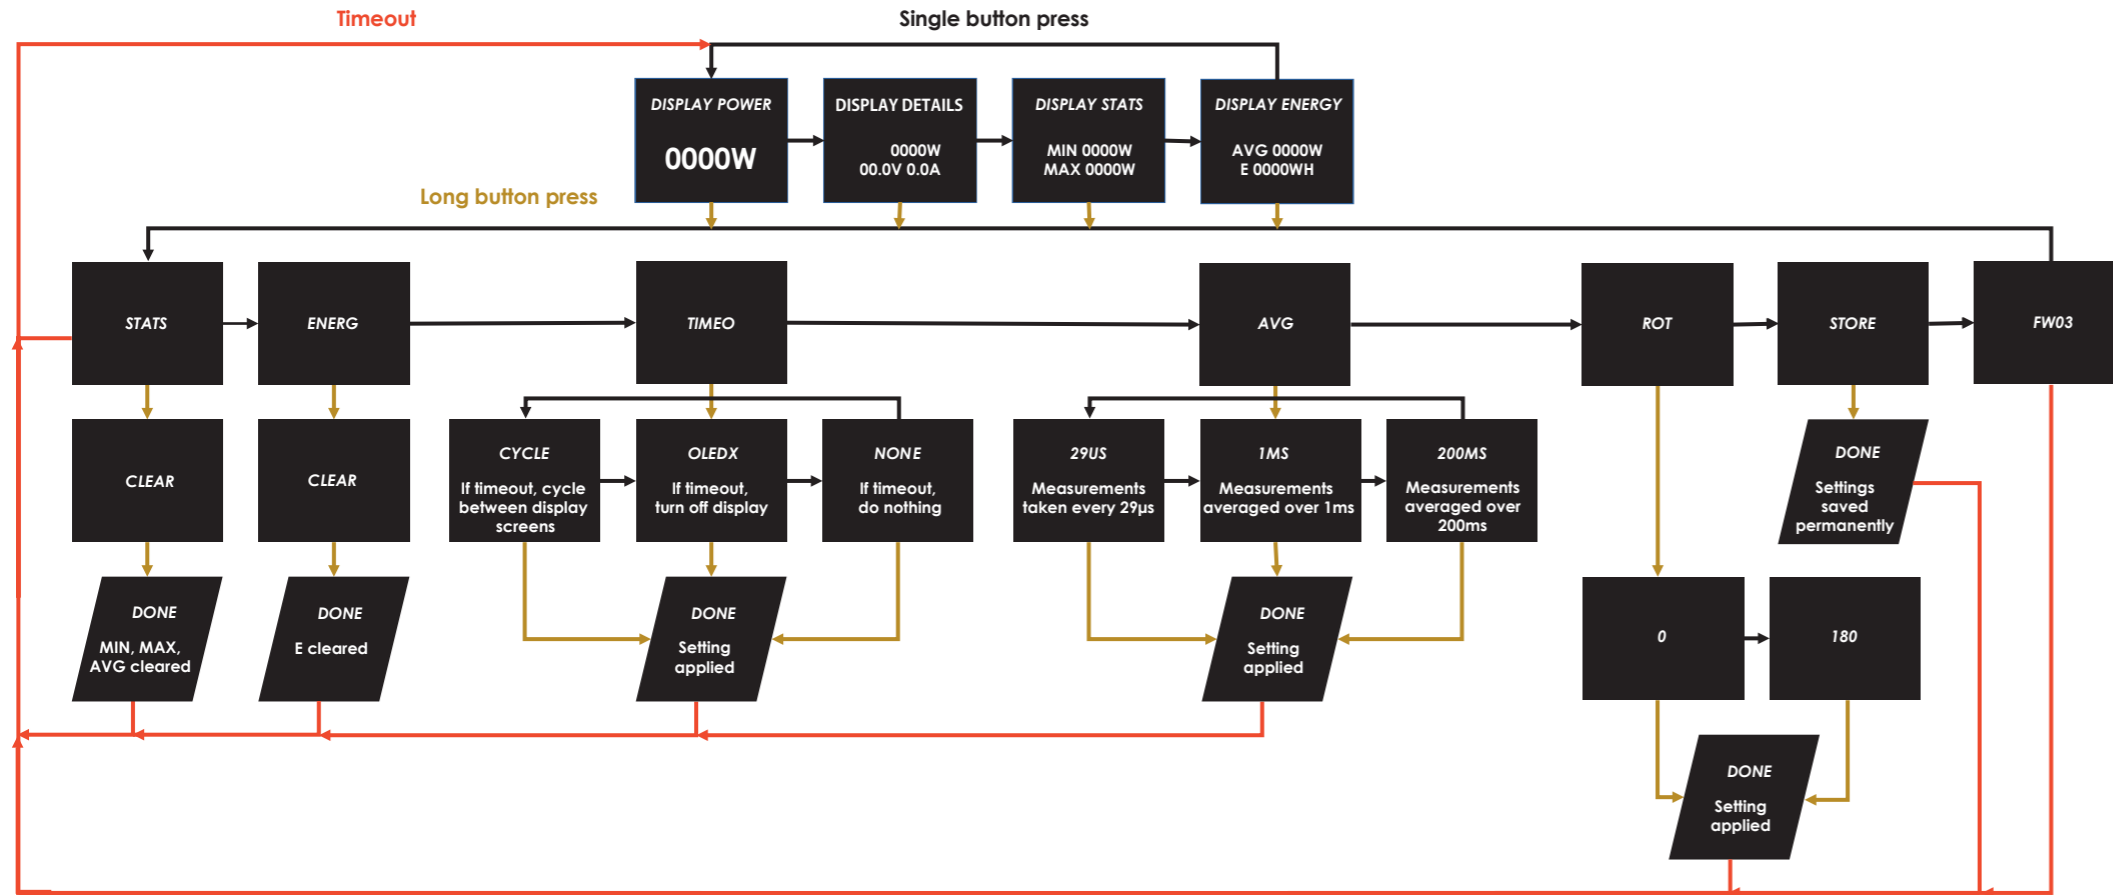 Timeout
Single button press
DISPLAY POWER
0000W
DISPLAY DETAILS
0000W
00.0V 0.0A
DISPLAY STATS
MIN 0000W
MAX 0000W
DISPLAY ENERGY
AVG 0000W
E 0000WH
Long button press
STATS
ENERG
TIMEO
AVG
ROT
STORE
FW03
CLEAR
CLEAR
CYCLE
If timeout, cycle
between display
screens
OLEDX
If timeout,
turn off display
NONE
If timeout,
do nothing
29US
Measurements
taken every 29µs
1MS
Measurements
averaged over 1ms
200MS
Measurements
averaged over
200ms
DONE
Settings
saved
permanently
DONE
MIN, MAX,
AVG cleared
DONE
E cleared
DONE
Setting
applied
DONE
Setting
applied
0
180
DONE
Setting
applied